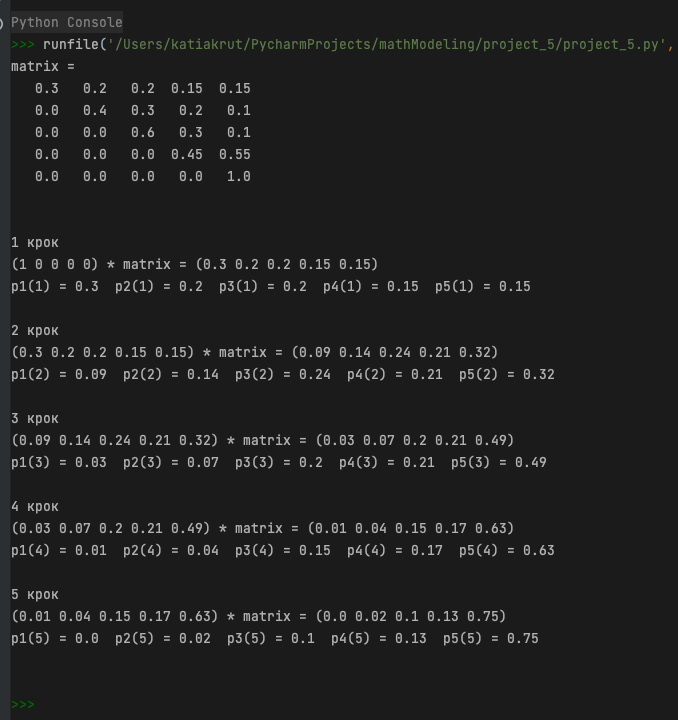 Python Console
>>> runfile('/Users/katiakrut/PycharmProjects/mathModeling/project_5/project_5.py',
matrix =
0.3 0.2 0.2 0.15 0.15
0.0 0.4 0.3 0.2 0.1
0.0 0.0 0.6 0.3 0.1
0.0 0.0 0.0 0.45 0.55
0.0 0.0 0.0 0.0 1.0
1 крок
(1 0 0 0 0) * matrix = (0.3 0.2 0.2 0.15 0.15)
p1(1) = 0.3 p2(1) = 0.2 p3(1) = 0.2 p4(1) = 0.15 p5(1) = 0.15
2 крок
(0.3 0.2 0.2 0.15 0.15) * matrix = (0.09 0.14 0.24 0.21 0.32)
p1(2) = 0.09 p2(2) = 0.14 p3(2) = 0.24 p4(2) = 0.21 p5(2) = 0.32
3 крок
(0.09 0.14 0.24 0.21 0.32) * matrix = (0.03 0.07 0.2 0.21 0.49)
p1(3) = 0.03 p2(3) = 0.07 p3(3) = 0.2 p4(3) = 0.21 p5(3) = 0.49
4 крок
(0.03 0.07 0.2 0.21 0.49) * matrix = (0.01 0.04 0.15 0.17 0.63)
p1(4) = 0.01 p2(4) = 0.04 p3(4) = 0.15 p4(4) = 0.17 p5(4) = 0.63
5 крок
(0.01 0.04 0.15 0.17 0.63) * matrix = (0.0 0.02 0.1 0.13 0.75)
p1(5) = 0.0 p2(5) = 0.02 p3(5) = 0.1 p4(5) = 0.13 p5(5) = 0.75
>>>